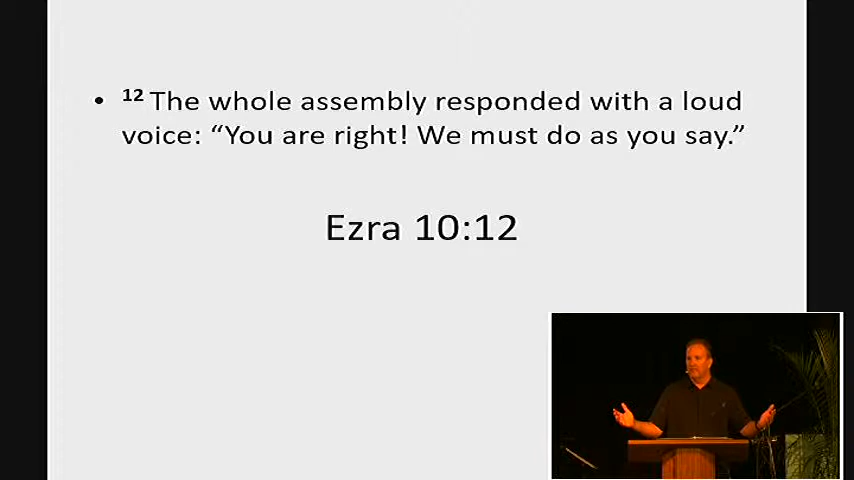 • 12 The whole assembly responded with a loud
voice: “You are right! We must do as you say.”
Ezra 10:12